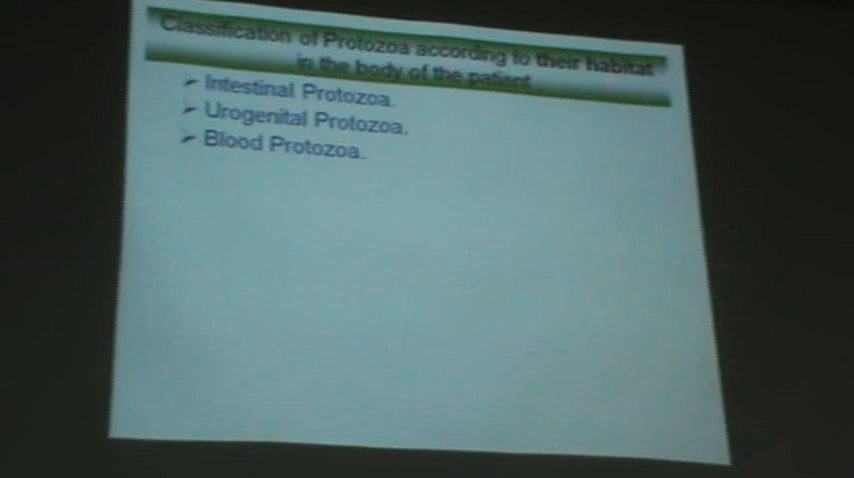 Classification of Protozoa according to their habitat
in the body of the patient
➢ Intestinal Protozoa.
➢ Urogenital Protozoa.
➢ Blood Protozoa.